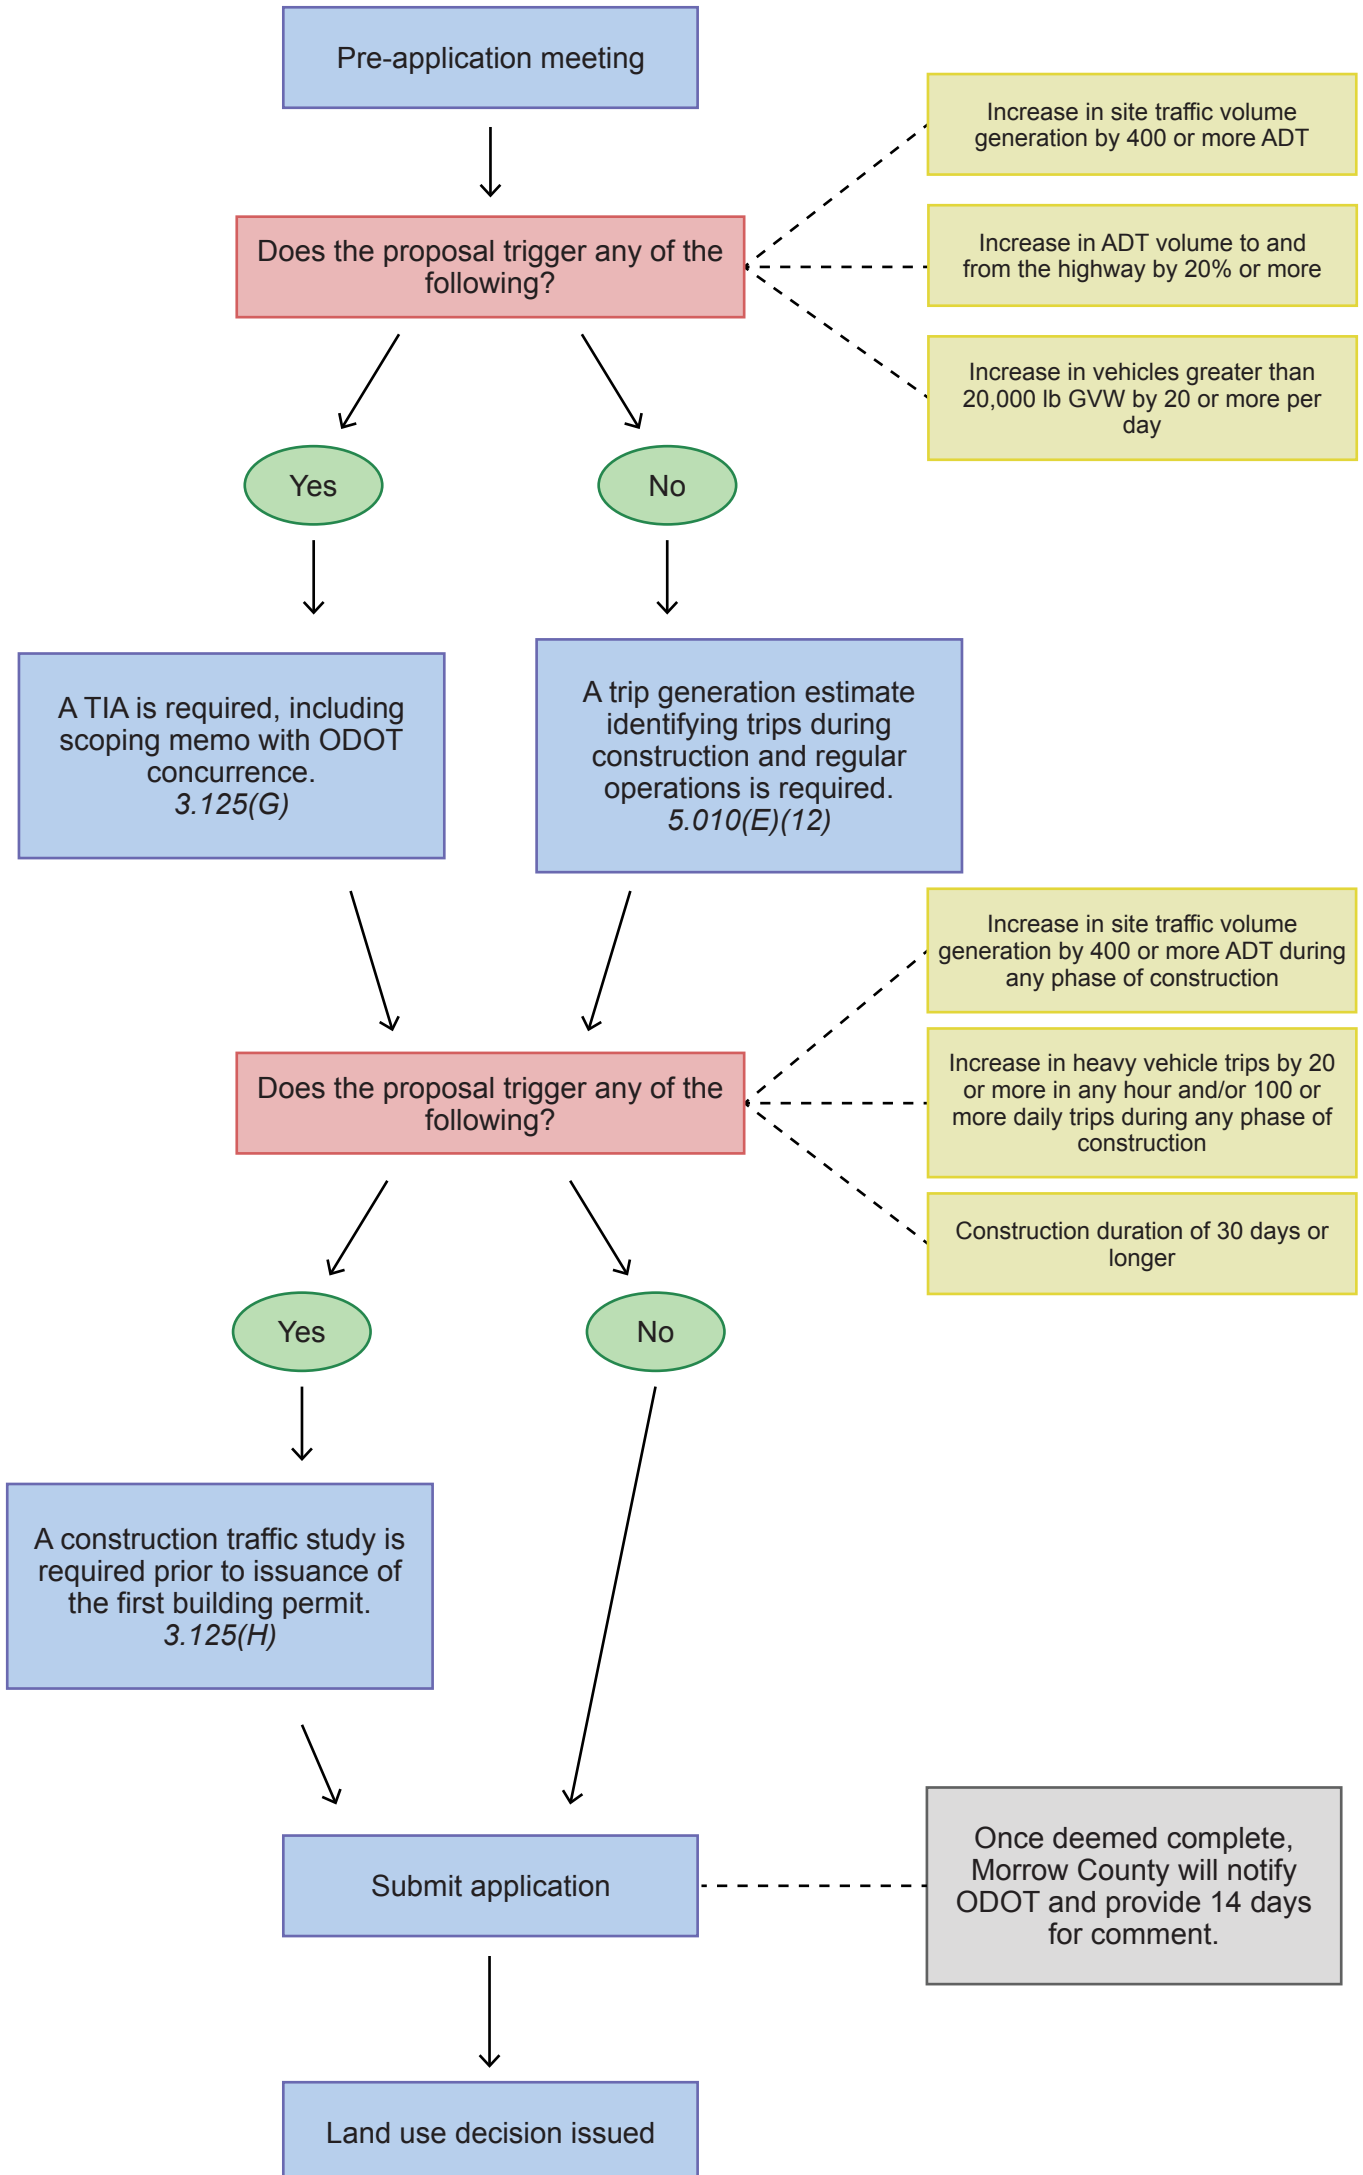 Pre-application meeting
Increase in site traffic volume
generation by 400 or more ADT
Does the proposal trigger any of the
following?
Increase in ADT volume to and
from the highway by 20% or more
Increase in vehicles greater than
20,000 lb GVW by 20 or more per
day
Yes
No
A TIA is required, including
scoping memo with ODOT
concurrence.
3.125(G)
A trip generation estimate
identifying trips during
construction and regular
operations is required.
5.010(E)(12)
Increase in site traffic volume
generation by 400 or more ADT during
any phase of construction
Does the proposal trigger any of the
following?
Increase in heavy vehicle trips by 20
or more in any hour and/or 100 or
more daily trips during any phase of
construction
Construction duration of 30 days or
longer
Yes
No
A construction traffic study is
required prior to issuance of
the first building permit.
3.125(H)
Submit application
Once deemed complete,
Morrow County will notify
ODOT and provide 14 days
for comment.
Land use decision issued